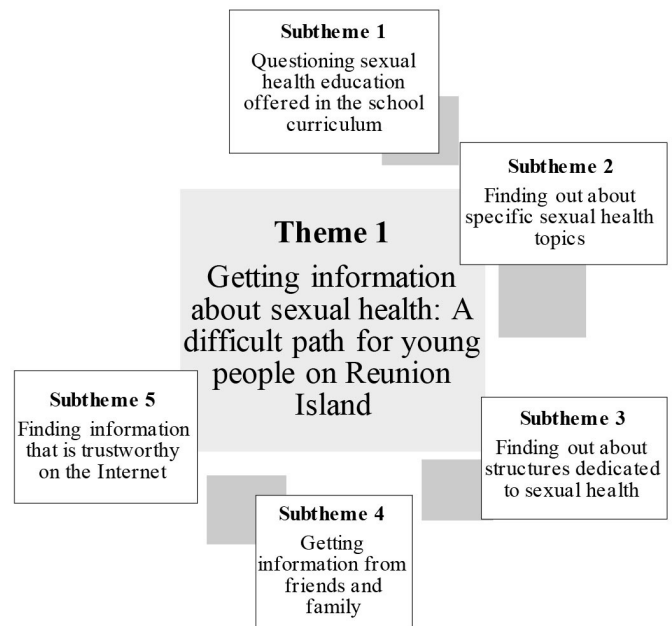 Subtheme 1
Questioning sexual
health education
offered in the school
curriculum
Subtheme 2
Finding out about
specific sexual health
topics
Theme 1
Getting information
about sexual health: A
difficult path for young
people on Reunion
Island
Subtheme 3
Finding out about
structures dedicated
to sexual health
Subtheme 4
Getting
information from
friends and
family
Subtheme 5
Finding information
that is trustworthy
on the Internet